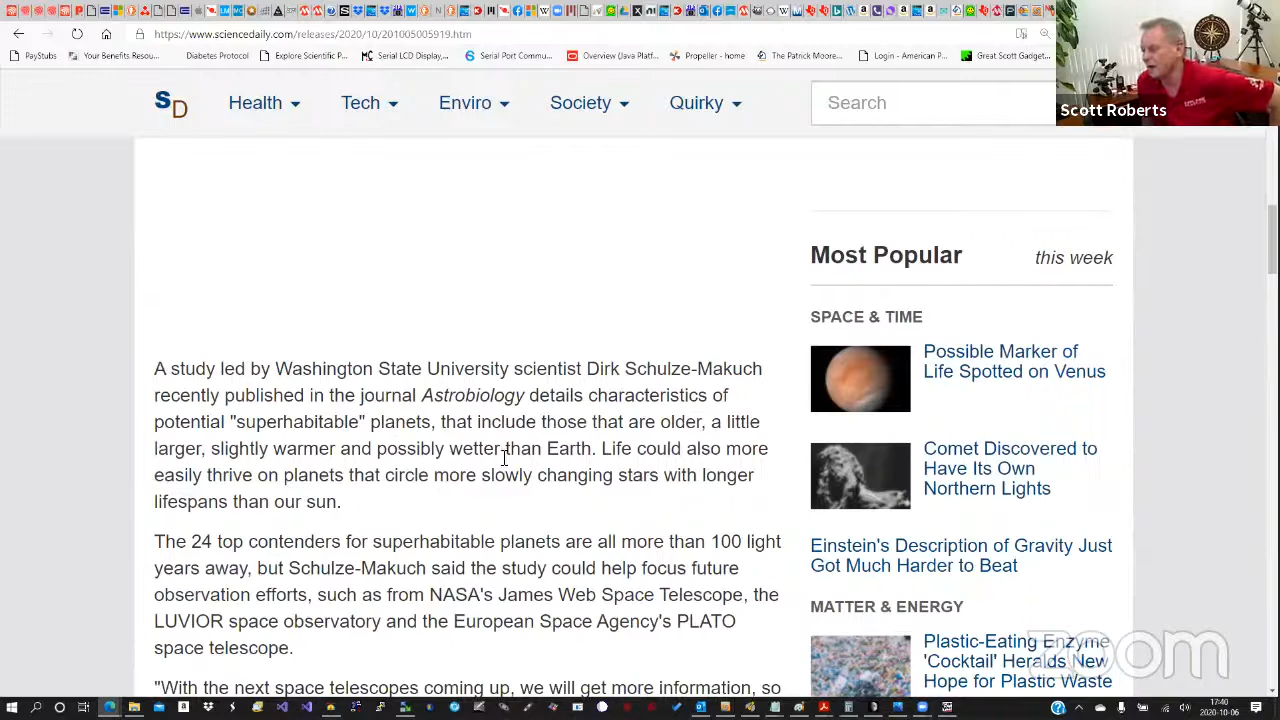 https://www.sciencedaily.com/releases/2020/10/201005005919.htm
PayStubs
Your Benefits Resou...
Diabetes Protocol
Explore Scientific P...
Serial LCD Display,...
Serial Port Commu...
Overview (Java Platf...
Propeller - home
The Patrick Moore...
Login - American P...
Great Scott Gadget...
SD
Health
Tech
Enviro
Society
Quirky
Search
Scott Roberts
A study led by Washington State University scientist Dirk Schulze-Makuch
recently published in the journal Astrobiology details characteristics of
potential "superhabitable" planets, that include those that are older, a little
larger, slightly warmer and possibly wetter than Earth. Life could also more
easily thrive on planets that circle more slowly changing stars with longer
lifespans than our sun.
The 24 top contenders for superhabitable planets are all more than 100 light
years away, but Schulze-Makuch said the study could help focus future
observation efforts, such as from NASA's James Web Space Telescope, the
LUVIOR space observatory and the European Space Agency's PLATO
space telescope.
"With the next space telescopes coming up, we will get more information, so
Most Popular
this week
SPACE & TIME
Possible Marker of
Life Spotted on Venus
Comet Discovered to
Have Its Own
Northern Lights
Einstein's Description of Gravity Just
Got Much Harder to Beat
MATTER & ENERGY
Plastic-Eating Enzyme
'Cocktail' Heralds New
Hope for Plastic Waste
zoom
17:40
2020-10-06